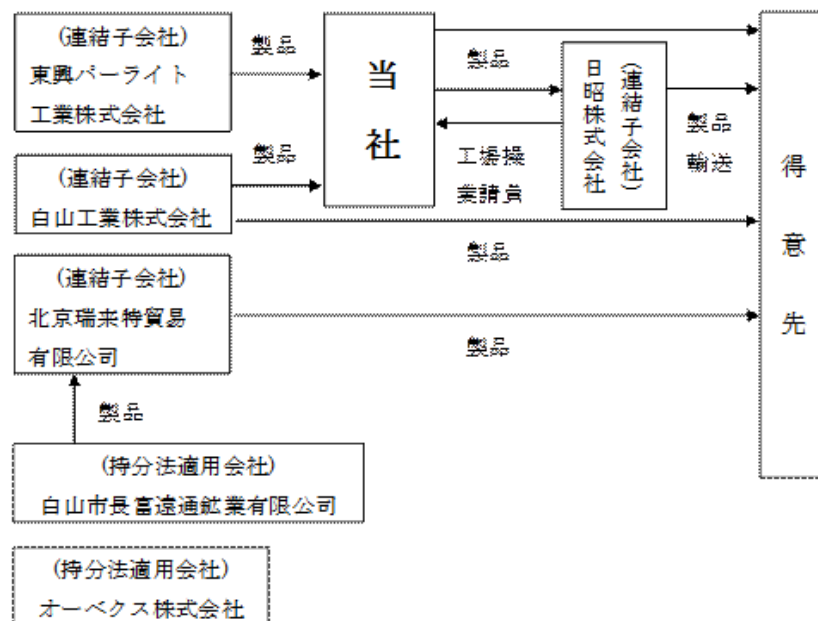 (連結子会社)
東興パーライト
工業株式会社
製品
当社
製品
日昭株式会社
(連結子会社)
工場操
業請負
製品
輸送
得意先
製品
(連結子会社)
白山工業株式会社
製品
(連結子会社)
北京瑞来特貿易
有限公司
製品
製品
(持分法適用会社)
白山市長富遠通鉱業有限公司
(持分法適用会社)
オーベクス株式会社